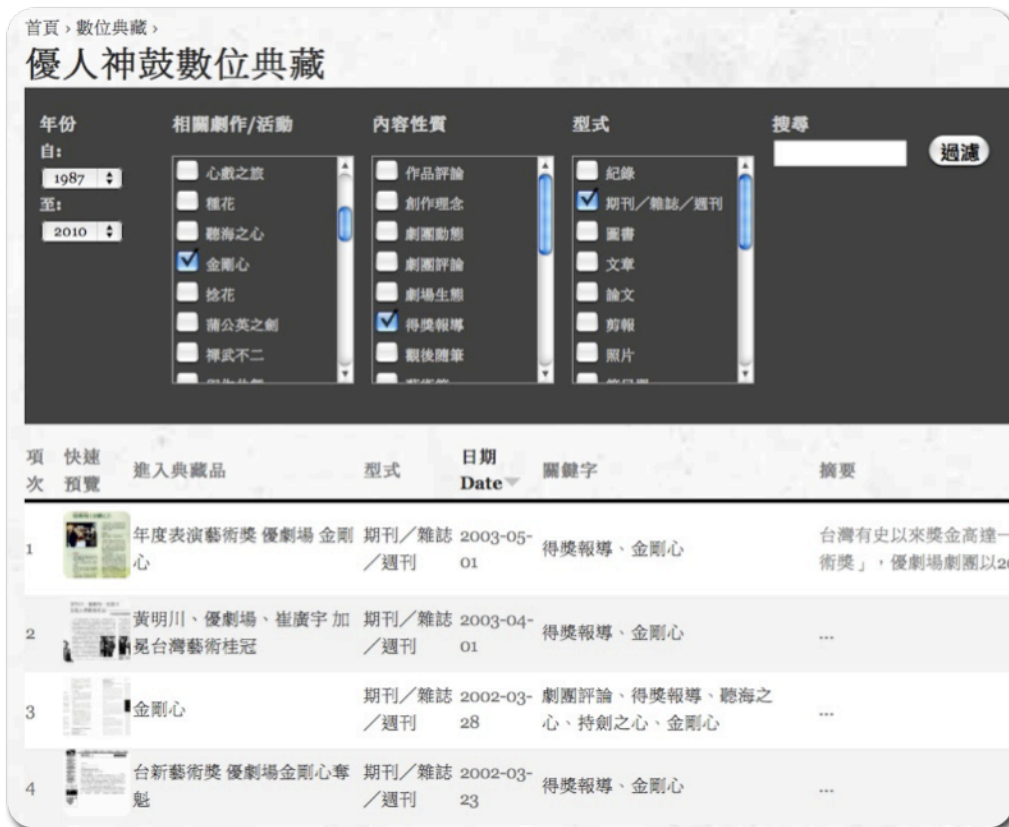 首頁 › 數位典藏 ›
優人神鼓數位典藏
年份
自:
1987
至:
2010
相關劇作/活動
心戲之旅
種花
聽海之心
金剛心
捻花
蒲公英之劍
禪武不二
內容性質
作品評論
創作理念
劇團動態
劇團評論
劇場生態
得獎報導
觀後隨筆
型式
紀錄
期刊／雜誌／週刊
圖書
文章
論文
剪報
照片
搜尋
過濾
項次 快速預覽 進入典藏品 型式 日期 Date 關鍵字 摘要
1 年度表演藝術獎 優劇場 金剛 期刊／雜誌 2003-05- 得獎報導、金剛心 台灣有史以來獎金高達一
心 ／週刊 01 術獎」，優劇場劇團以20
2 黃明川、優劇場、崔廣宇 加 期刊／雜誌 2003-04- 得獎報導、金剛心 ...
冕台灣藝術桂冠 ／週刊 01
3 金剛心 期刊／雜誌 2002-03- 劇團評論、得獎報導、聽海之 ...
／週刊 28 心、持劍之心、金剛心
4 台新藝術獎 優劇場金剛心奪 期刊／雜誌 2002-03- 得獎報導、金剛心 ...
魁 ／週刊 23